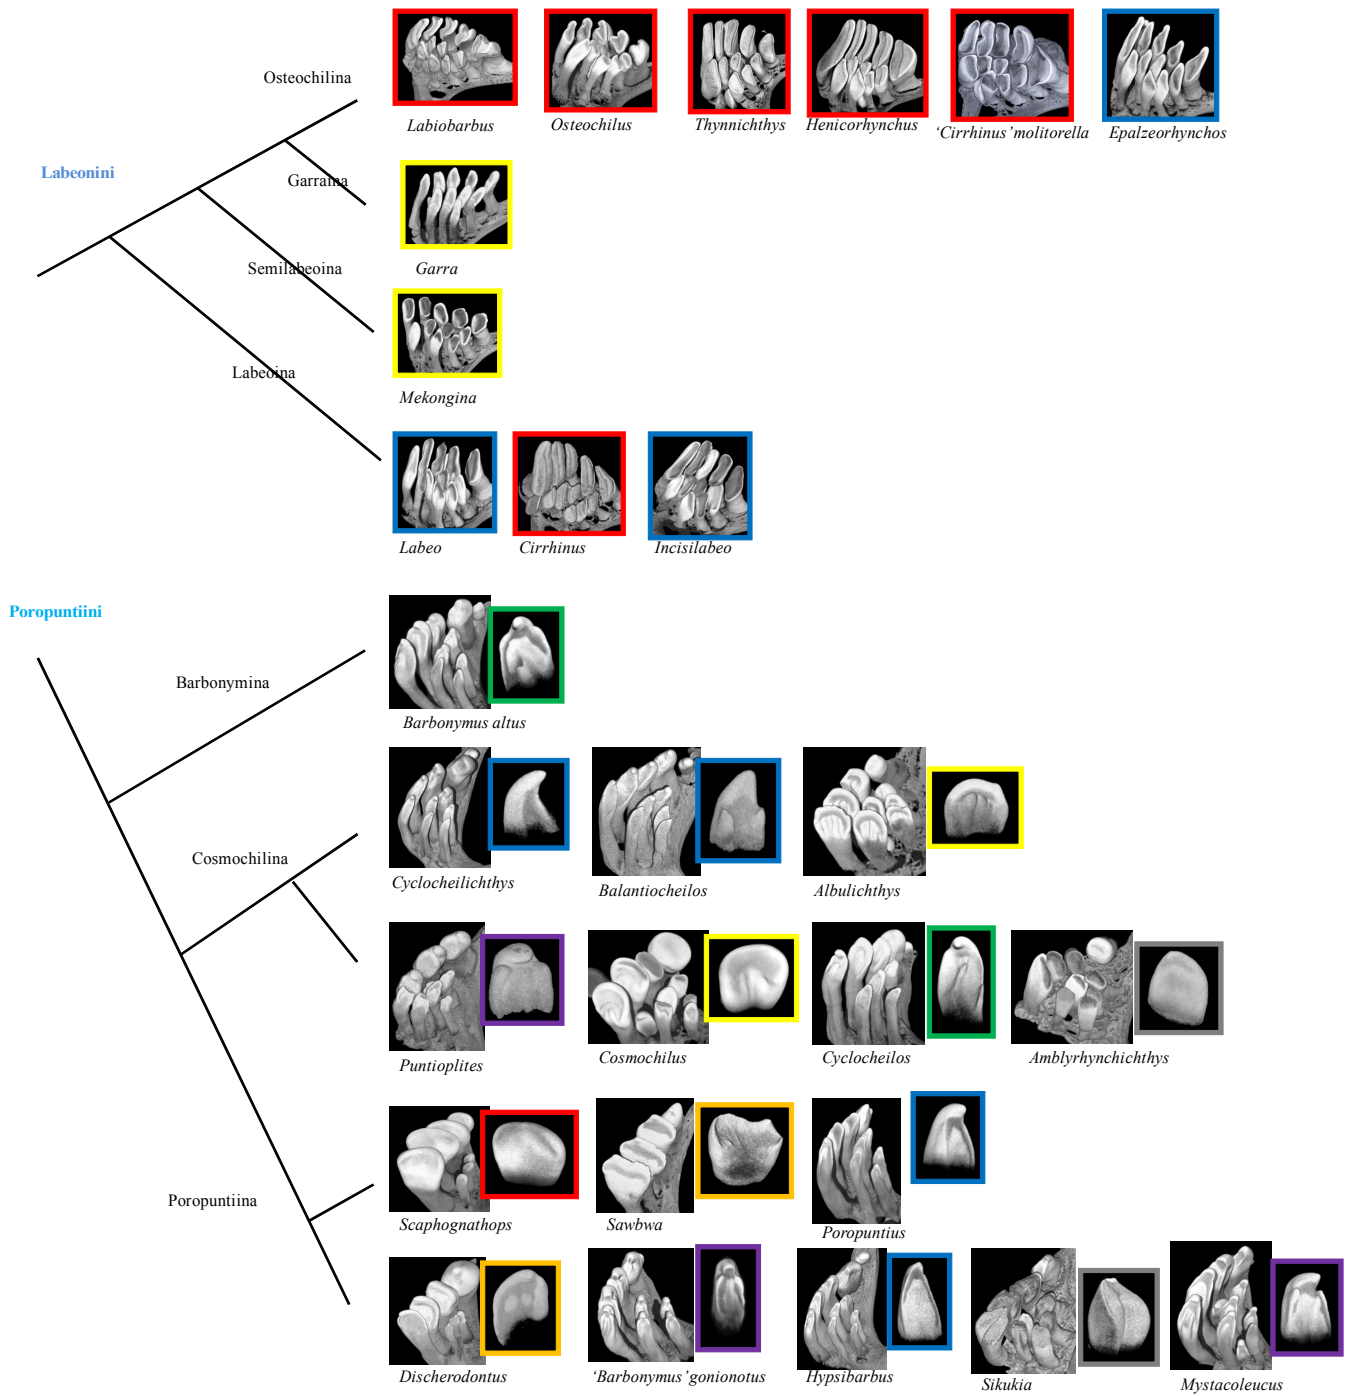 Osteochilina
Labiobarbus
Osteochilus
Thynnichthys
Henicorhynchus
‘Cirrhinus’ molitorella
Epalzeorhynchos
Labeonini
Garraina
Garra
Semilabeoina
Mekongina
Labeoina
Labeo
Cirrhinus
Incisilabeo
Poropuntiini
Barbonymina
Barbonymus altus
Cosmochilina
Cyclocheilichthys
Balantiocheilos
Albulichthys
Puntioplites
Cosmochilus
Cyclocheilos
Amblyrhynchichthys
Poropuntiina
Scaphognathops
Sawbwa
Poropuntius
Discherodontus
‘Barbonymus’ gonionotus
Hypsibarbus
Sikukia
Mystacoleucus